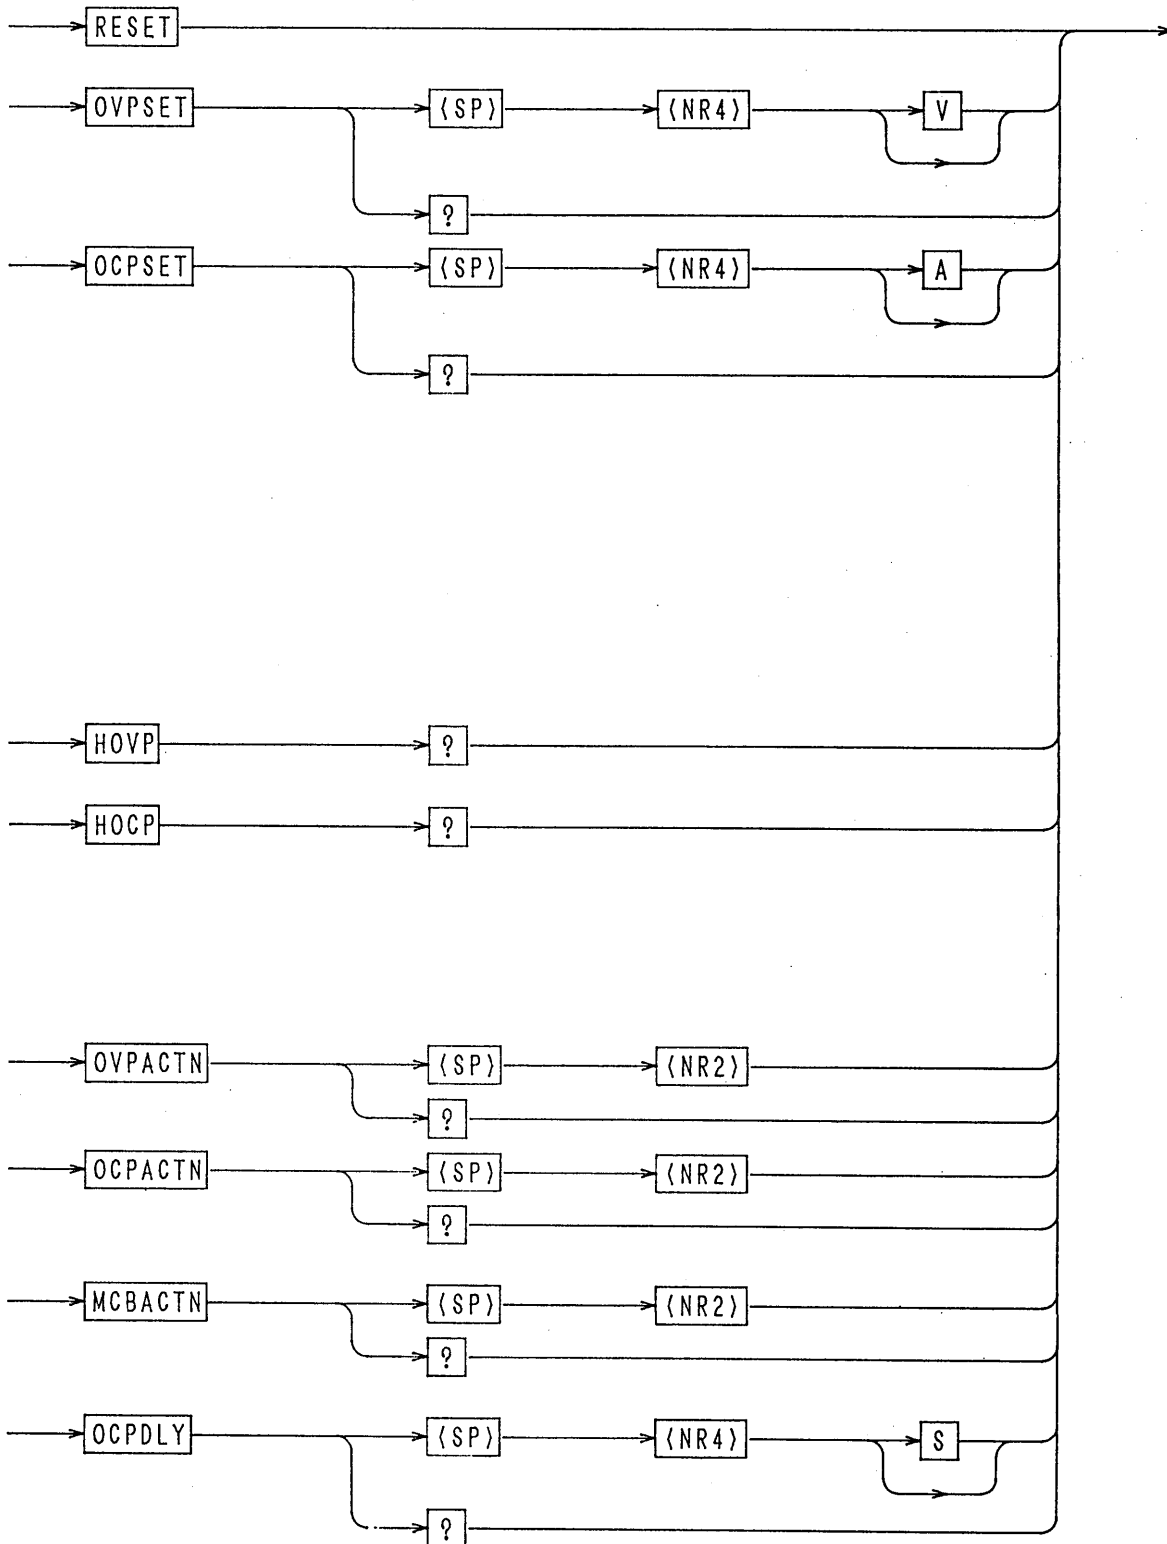 RESET
OVPSET ⟨SP⟩ ⟨NR4⟩ V
?
OCPSET ⟨SP⟩ ⟨NR4⟩ A
?
HOVP ?
HOCP ?
OVPACTN ⟨SP⟩ ⟨NR2⟩
?
OCPACTN ⟨SP⟩ ⟨NR2⟩
?
MCBACTN ⟨SP⟩ ⟨NR2⟩
?
OCPDLY ⟨SP⟩ ⟨NR4⟩ S
?